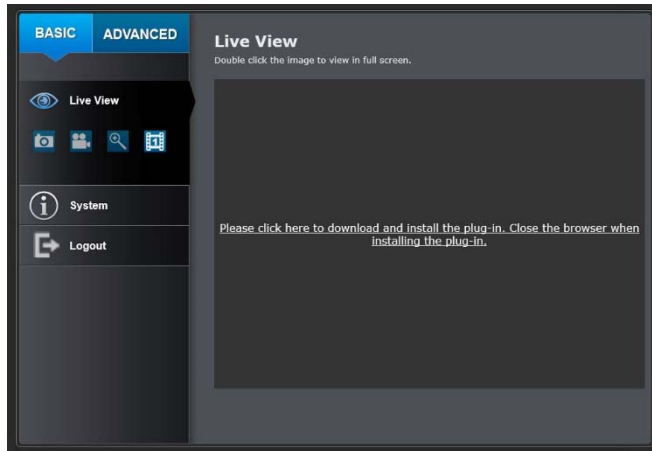 BASIC
ADVANCED
Live View
Double click the image to view in full screen.
Live View
1
System
Logout
Please click here to download and install the plug-in. Close the browser when
installing the plug-in.